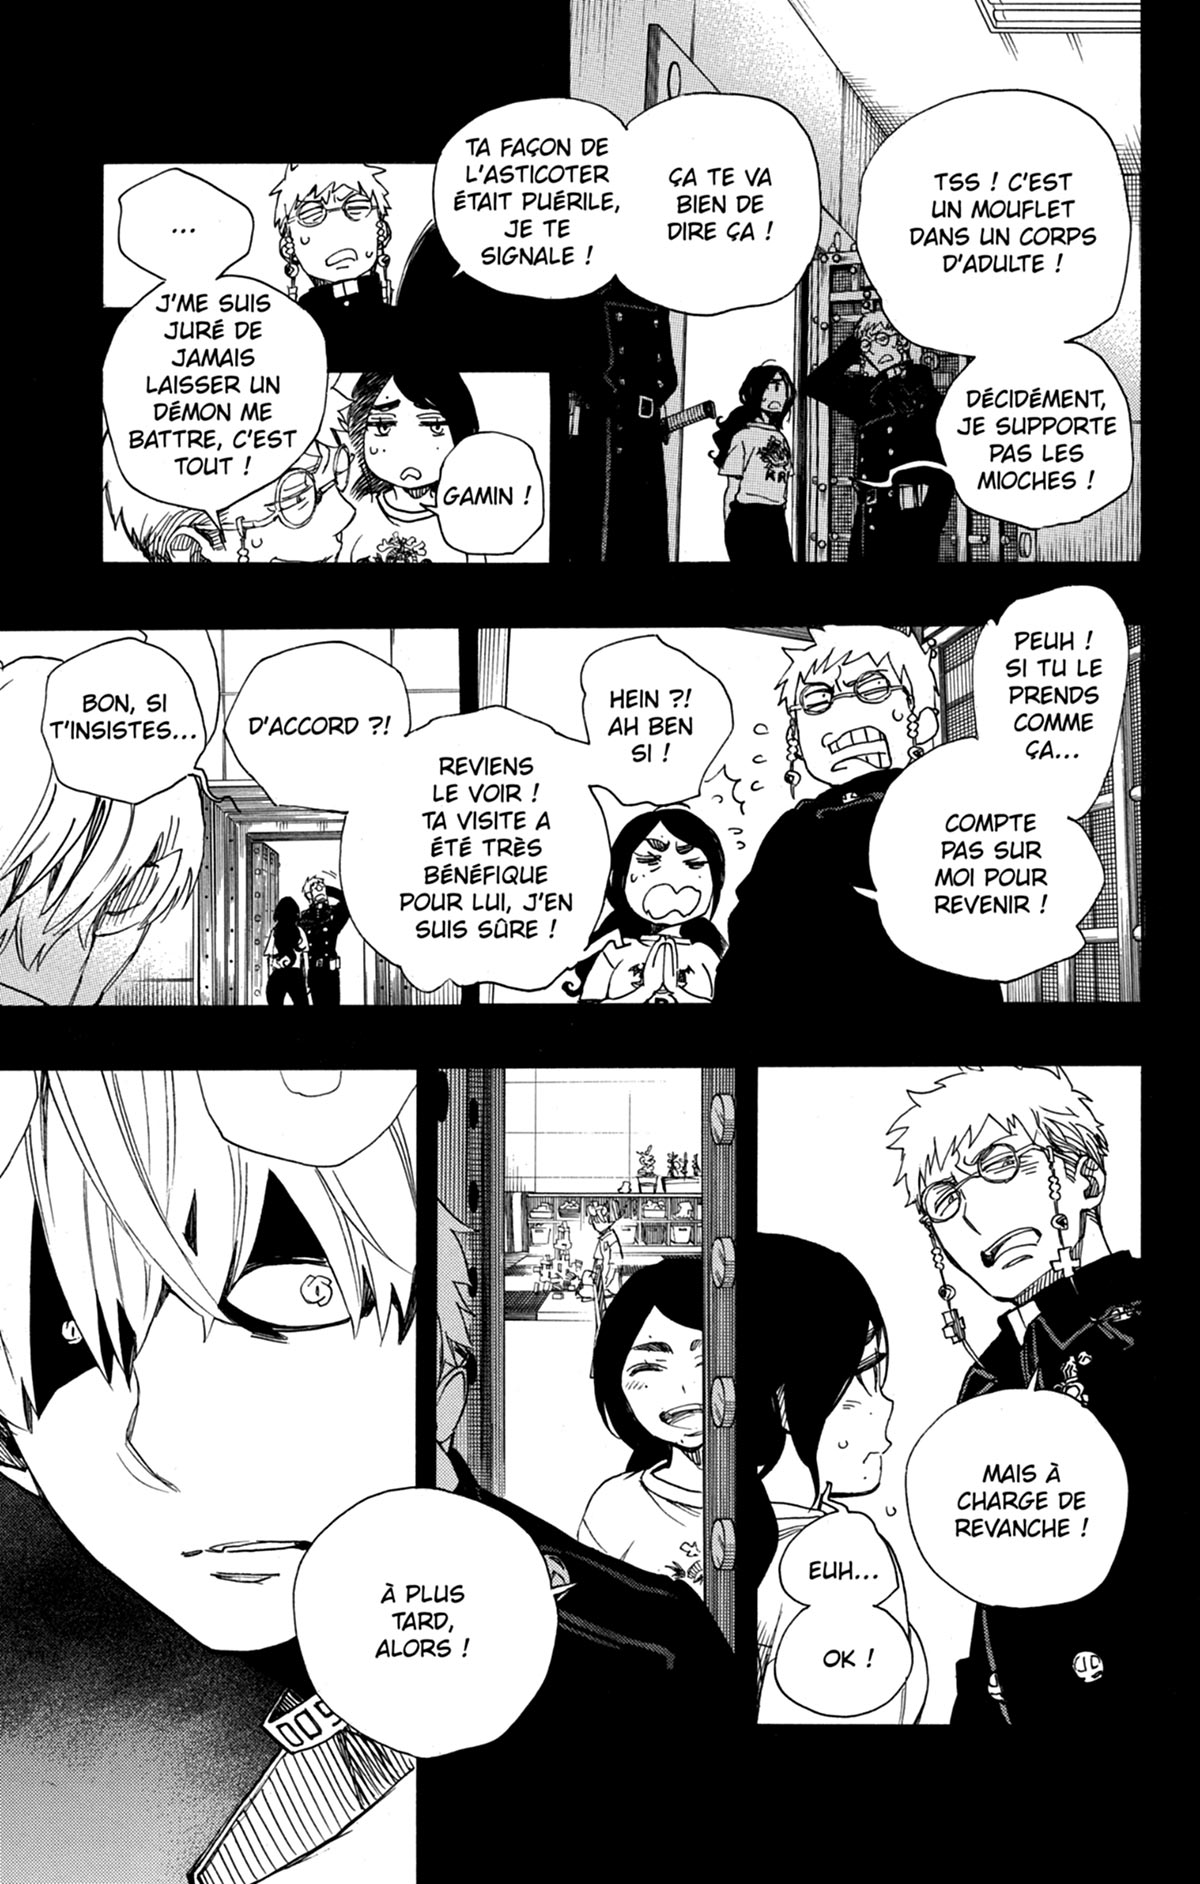 TSS ! C'EST
UN MOUFLET
DANS UN CORPS
D'ADULTE !
DÉCIDÉMENT,
JE SUPPORTE
PAS LES
MIOCHES !
ÇA TE VA
BIEN DE
DIRE ÇA !
TA FAÇON DE
L'ASTICOTER
ÉTAIT PUÉRILE,
JE TE
SIGNALE !
...
J'ME SUIS
JURÉ DE
JAMAIS
LAISSER UN
DÉMON ME
BATTRE, C'EST
TOUT !
GAMIN !
PEUH !
SI TU LE
PRENDS
COMME
ÇA...
COMPTE
PAS SUR
MOI POUR
REVENIR !
HEIN ?!
AH BEN
SI !
REVIENS
LE VOIR !
TA VISITE A
ÉTÉ TRÈS
BÉNÉFIQUE
POUR LUI, J'EN
SUIS SÛRE !
D'ACCORD ?!
BON, SI
T'INSISTES...
MAIS À
CHARGE DE
REVANCHE !
EUH...
OK !
À PLUS
TARD,
ALORS !